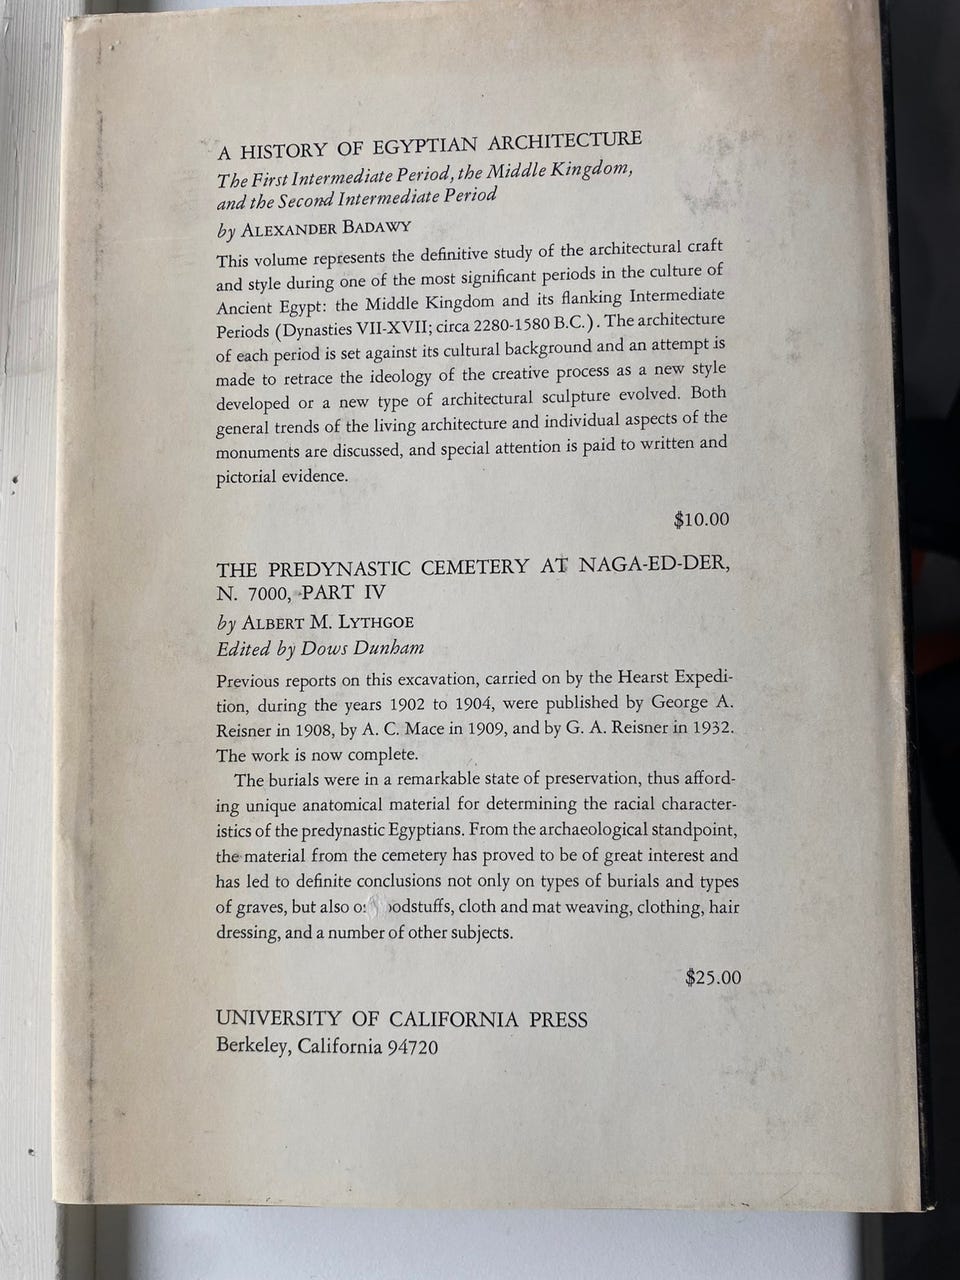 A HISTORY OF EGYPTIAN ARCHITECTURE
The First Intermediate Period, the Middle Kingdom,
and the Second Intermediate Period
by ALEXANDER BADAWY
This volume represents the definitive study of the architectural craft
and style during one of the most significant periods in the culture of
Ancient Egypt: the Middle Kingdom and its flanking Intermediate
Periods (Dynasties VII-XVII; circa 2280-1580 B.C.). The architecture
of each period is set against its cultural background and an attempt is
made to retrace the ideology of the creative process as a new style
developed or a new type of architectural sculpture evolved. Both
general trends of the living architecture and individual aspects of the
monuments are discussed, and special attention is paid to written and
pictorial evidence.
$10.00
THE PREDYNASTIC CEMETERY AT NAGA-ED-DER,
N. 7000, PART IV
by ALBERT M. LYTHGOE
Edited by Dows Dunham
Previous reports on this excavation, carried on by the Hearst Expedi-
tion, during the years 1902 to 1904, were published by George A.
Reisner in 1908, by A. C. Mace in 1909, and by G. A. Reisner in 1932.
The work is now complete.
The burials were in a remarkable state of preservation, thus afford-
ing unique anatomical material for determining the racial character-
istics of the predynastic Egyptians. From the archaeological standpoint,
the material from the cemetery has proved to be of great interest and
has led to definite conclusions not only on types of burials and types
of graves, but also cloth and mat weaving, clothing, hair
dressing, and a number of other subjects.
$25.00
UNIVERSITY OF CALIFORNIA PRESS
Berkeley, California 94720